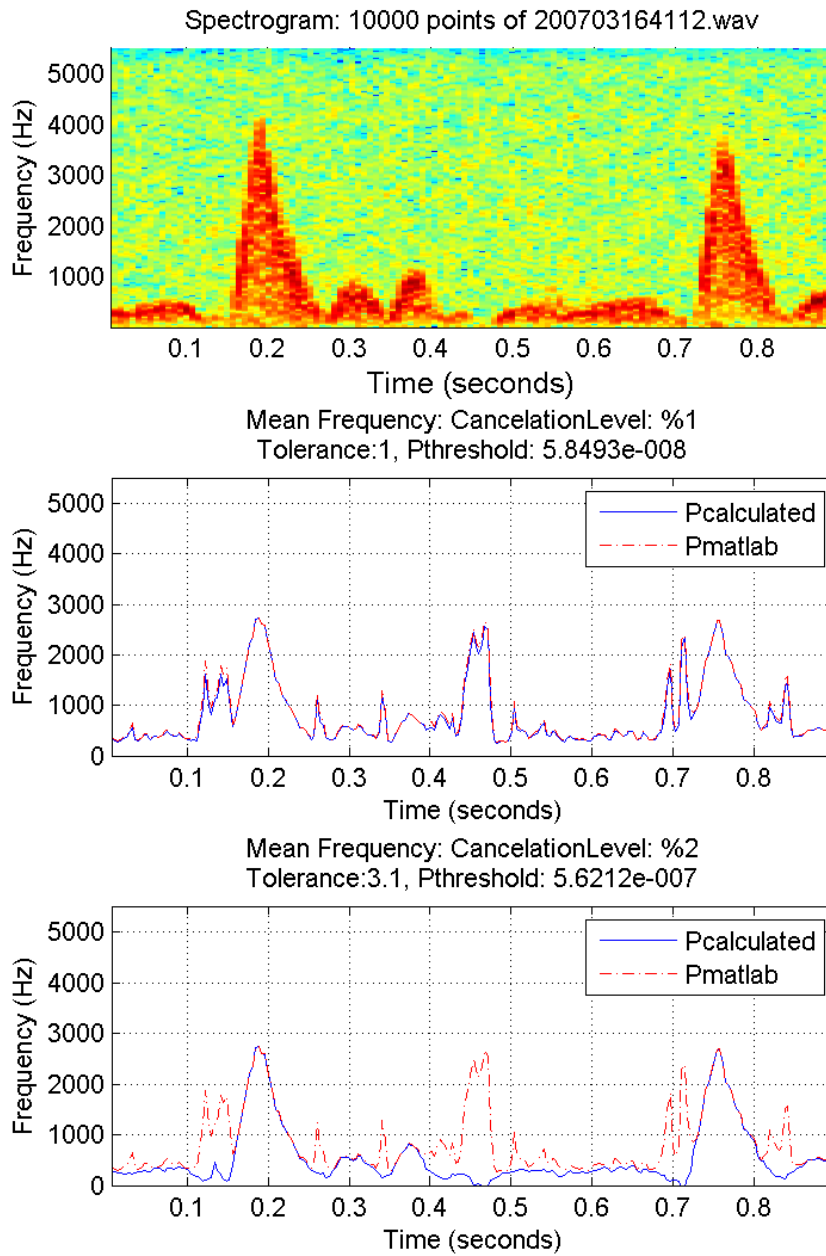 Spectrogram: 10000 points of 200703164112.wav
5000
4000
3000
2000
1000
Frequency (Hz)
0.1 0.2 0.3 0.4 0.5 0.6 0.7 0.8
Time (seconds)
Mean Frequency: CancelationLevel: %1
Tolerance:1, Pthreshold: 5.8493e-008
5000
4000
3000
2000
1000
0
Frequency (Hz)
Pcalculated
Pmatlab
0.1 0.2 0.3 0.4 0.5 0.6 0.7 0.8
Time (seconds)
Mean Frequency: CancelationLevel: %2
Tolerance:3.1, Pthreshold: 5.6212e-007
5000
4000
3000
2000
1000
0
Frequency (Hz)
Pcalculated
Pmatlab
0.1 0.2 0.3 0.4 0.5 0.6 0.7 0.8
Time (seconds)